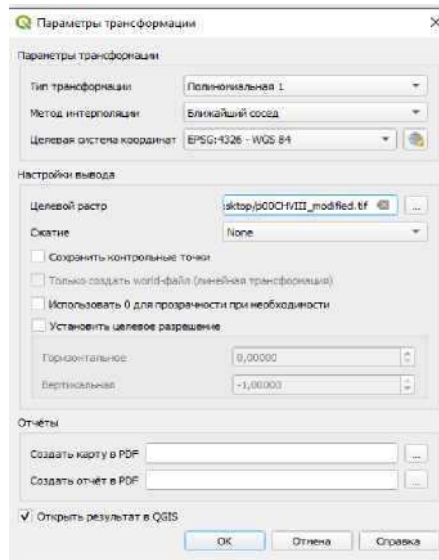 Параметры трансформации
Параметры трансформации
Тип трансформации Полиномиальная 1
Метод интерполяции Ближайший сосед
Целевая система координат EPSG:4326 - WGS 84
Настройки вывода
Целевой растр sktop/p00CHVIII_modified.tif ...
Сжатие None
Сохранить контрольные точки
Только создать world-файл (линейная трансформация)
Использовать 0 для прозрачности при необходимости
Установить целевое разрешение
Горизонтальное 0,00000
Вертикальная -1,00000
Отчёты
Создать карту в PDF ...
Создать отчёт в PDF ...
Открыть результат в QGIS
OK Отмена Справка